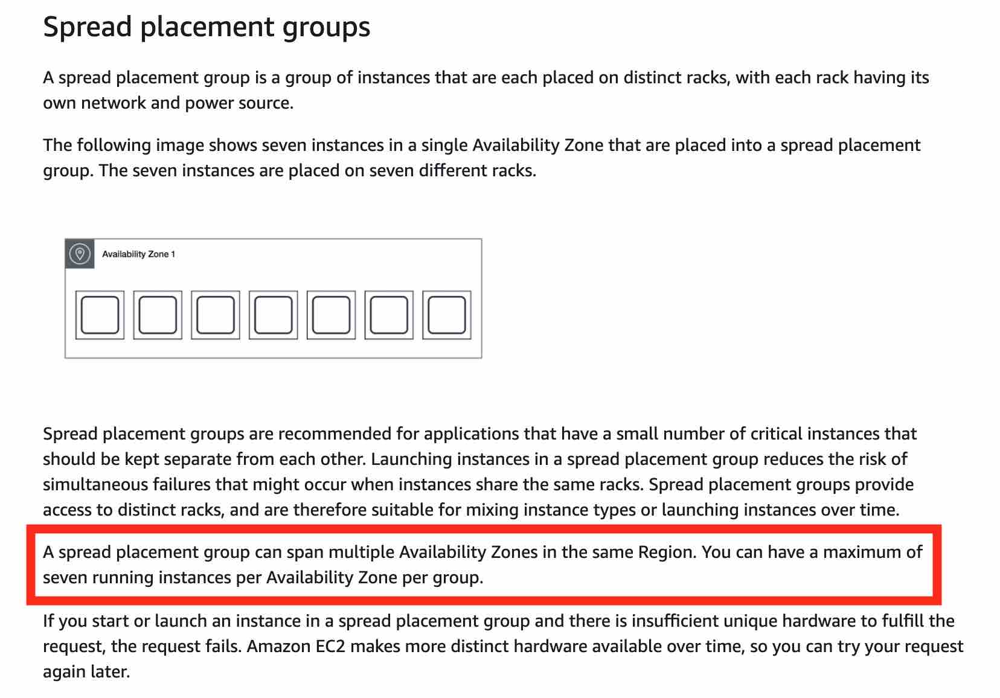 Spread placement groups
A spread placement group is a group of instances that are each placed on distinct racks, with each rack having its
own network and power source.
The following image shows seven instances in a single Availability Zone that are placed into a spread placement
group. The seven instances are placed on seven different racks.
Availability Zone 1
Spread placement groups are recommended for applications that have a small number of critical instances that
should be kept separate from each other. Launching instances in a spread placement group reduces the risk of
simultaneous failures that might occur when instances share the same racks. Spread placement groups provide
access to distinct racks, and are therefore suitable for mixing instance types or launching instances over time.
A spread placement group can span multiple Availability Zones in the same Region. You can have a maximum of
seven running instances per Availability Zone per group.
If you start or launch an instance in a spread placement group and there is insufficient unique hardware to fulfill the
request, the request fails. Amazon EC2 makes more distinct hardware available over time, so you can try your request
again later.